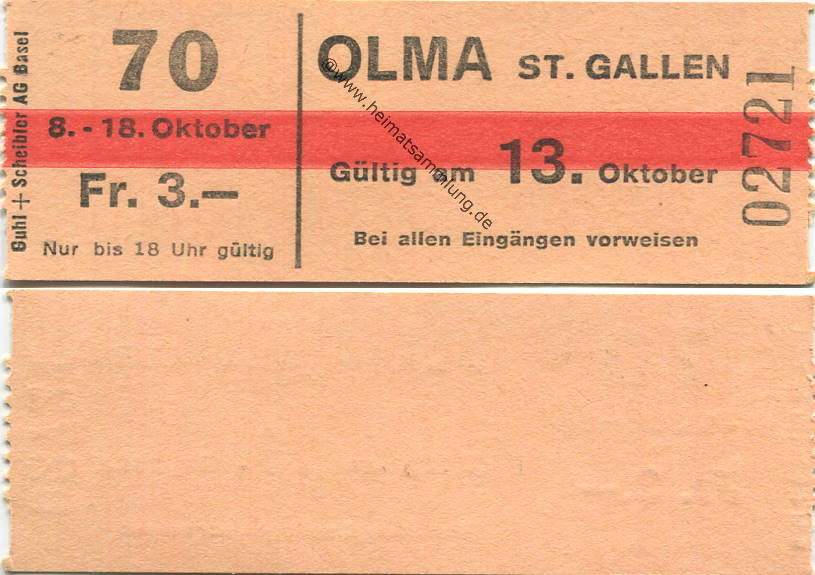 Guhl + Scheibler AG Basel
70
8. - 18. Oktober
Fr. 3.—
Nur bis 18 Uhr gültig
OLMA ST. GALLEN
Gültig am 13. Oktober
Bei allen Eingängen vorweisen
02721
@www.heimatsammlung.de